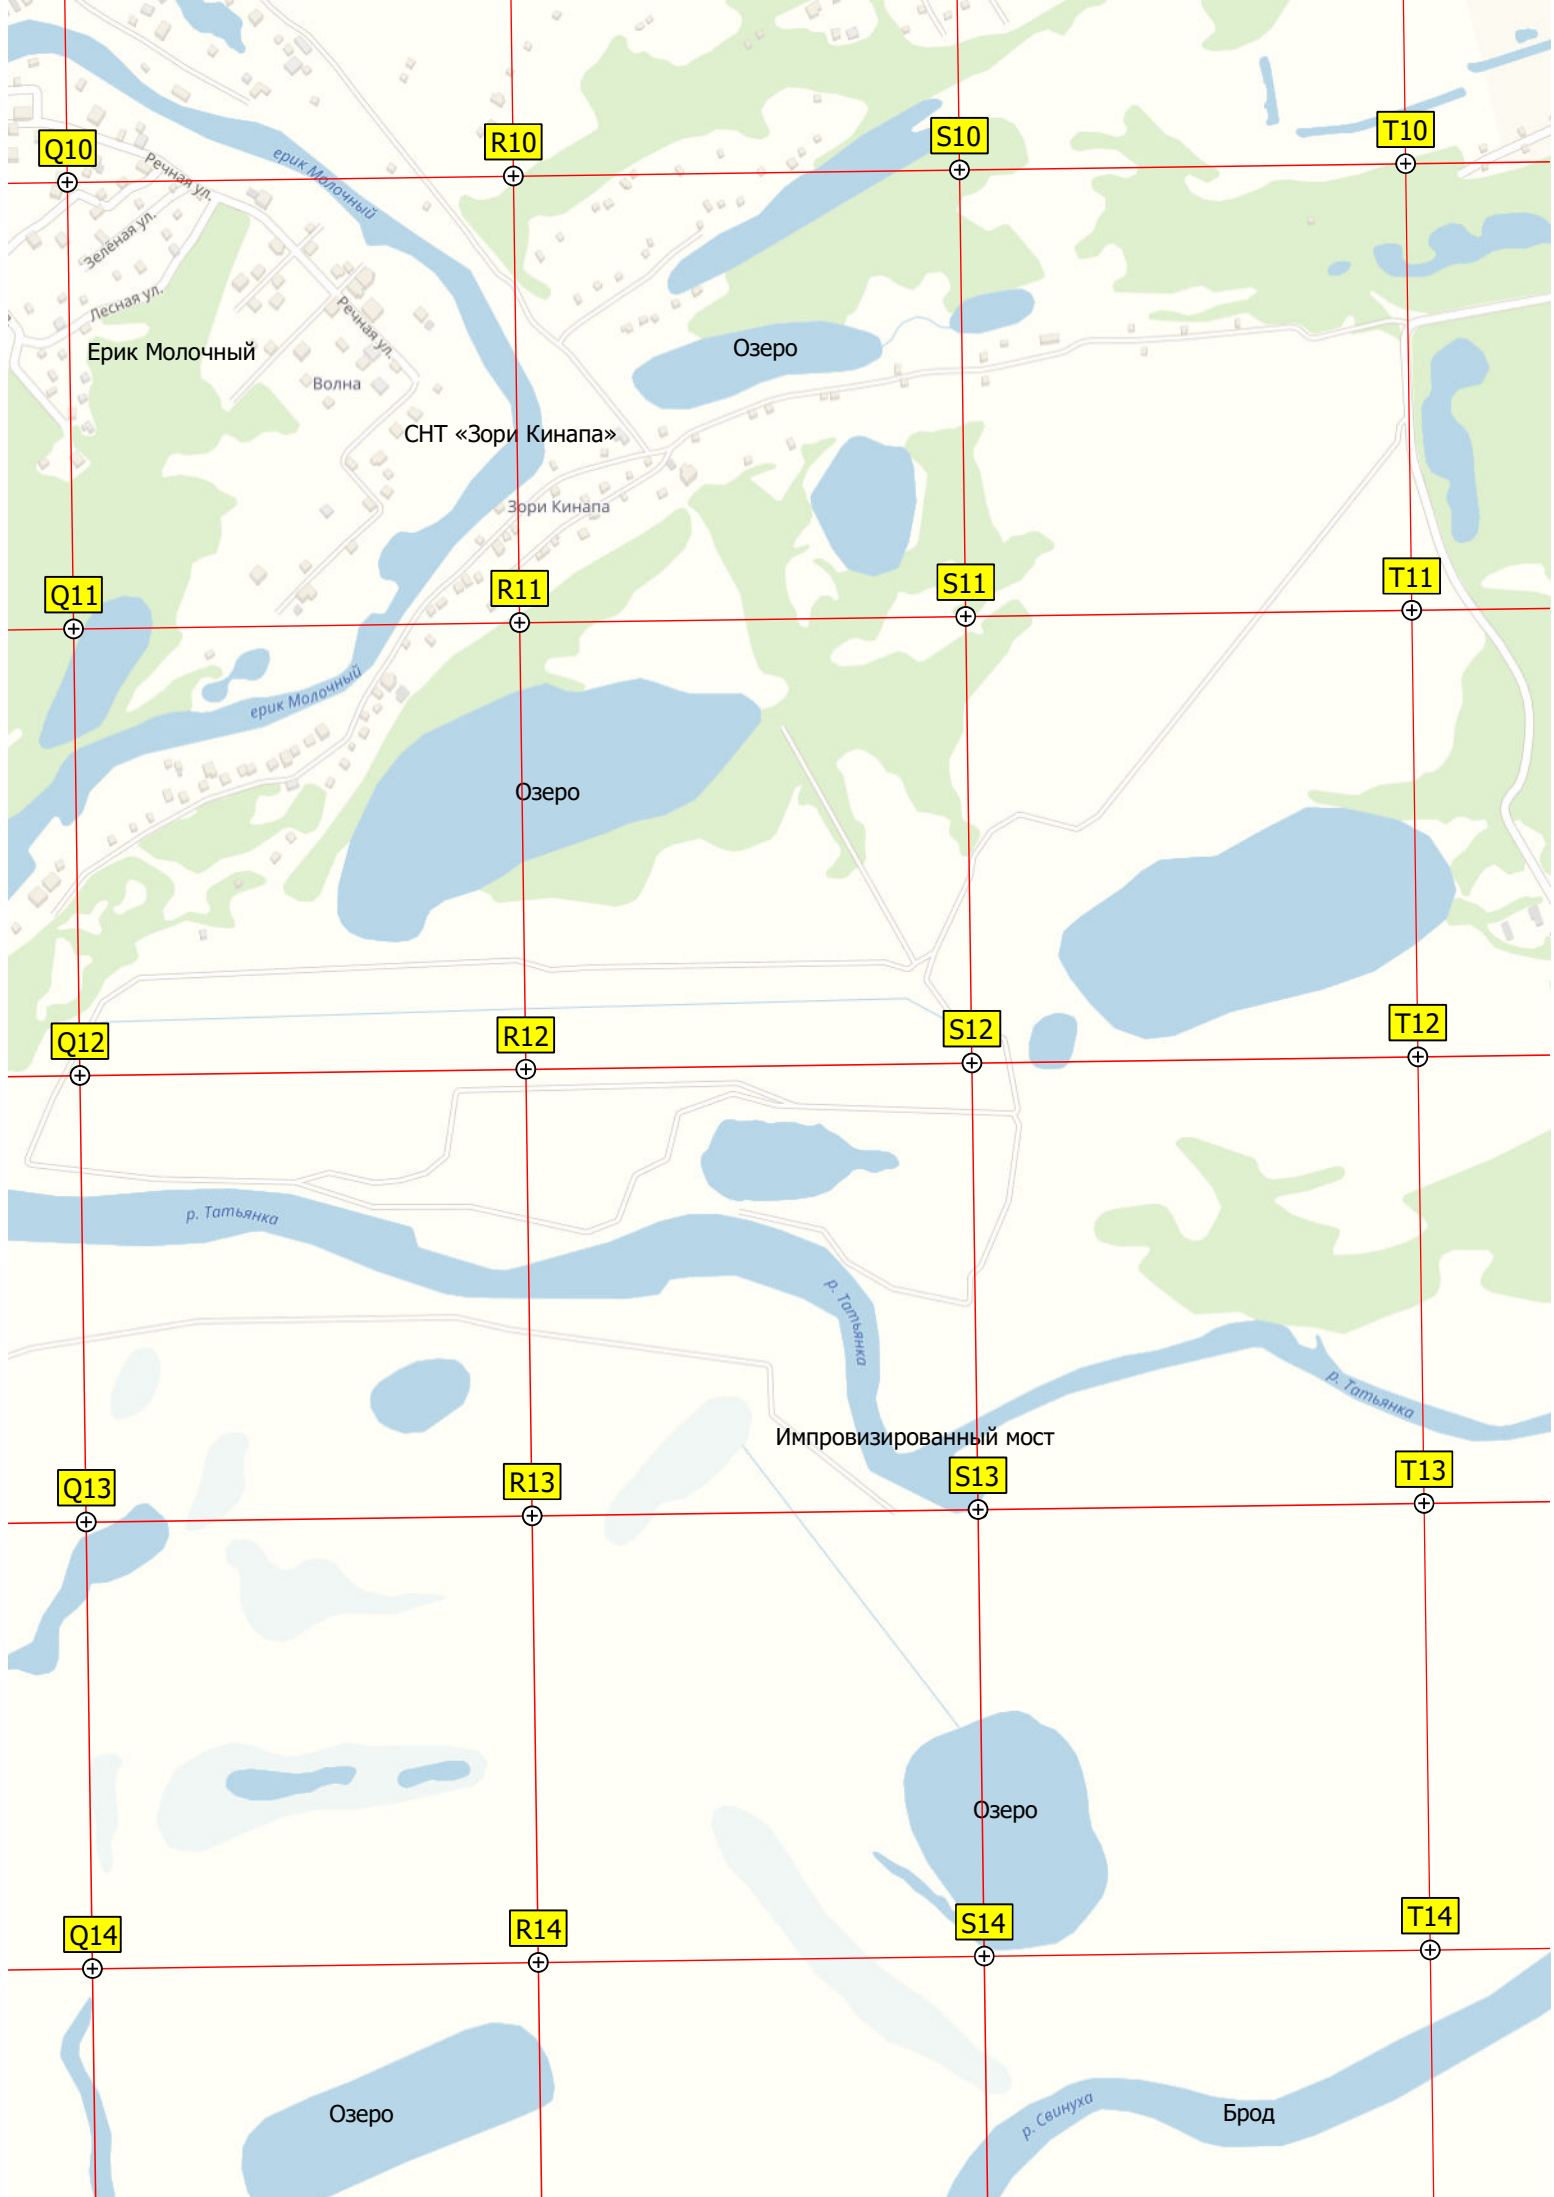 Q10
R10
S10
T10
ерик Молочный
Речная ул.
Зелёная ул.
Лесная ул.
Речная ул.
Ерик Молочный
Озеро
Волна
СНТ «Зори Кинапа»
Зори Кинапа
Q11
R11
S11
T11
ерик Молочный
Озеро
Q12
R12
S12
T12
р. Татьянка
р. Татьянка
р. Татьянка
Импровизированный мост
Q13
R13
S13
T13
Озеро
Q14
R14
S14
T14
Озеро
р. Свинуха
Брод